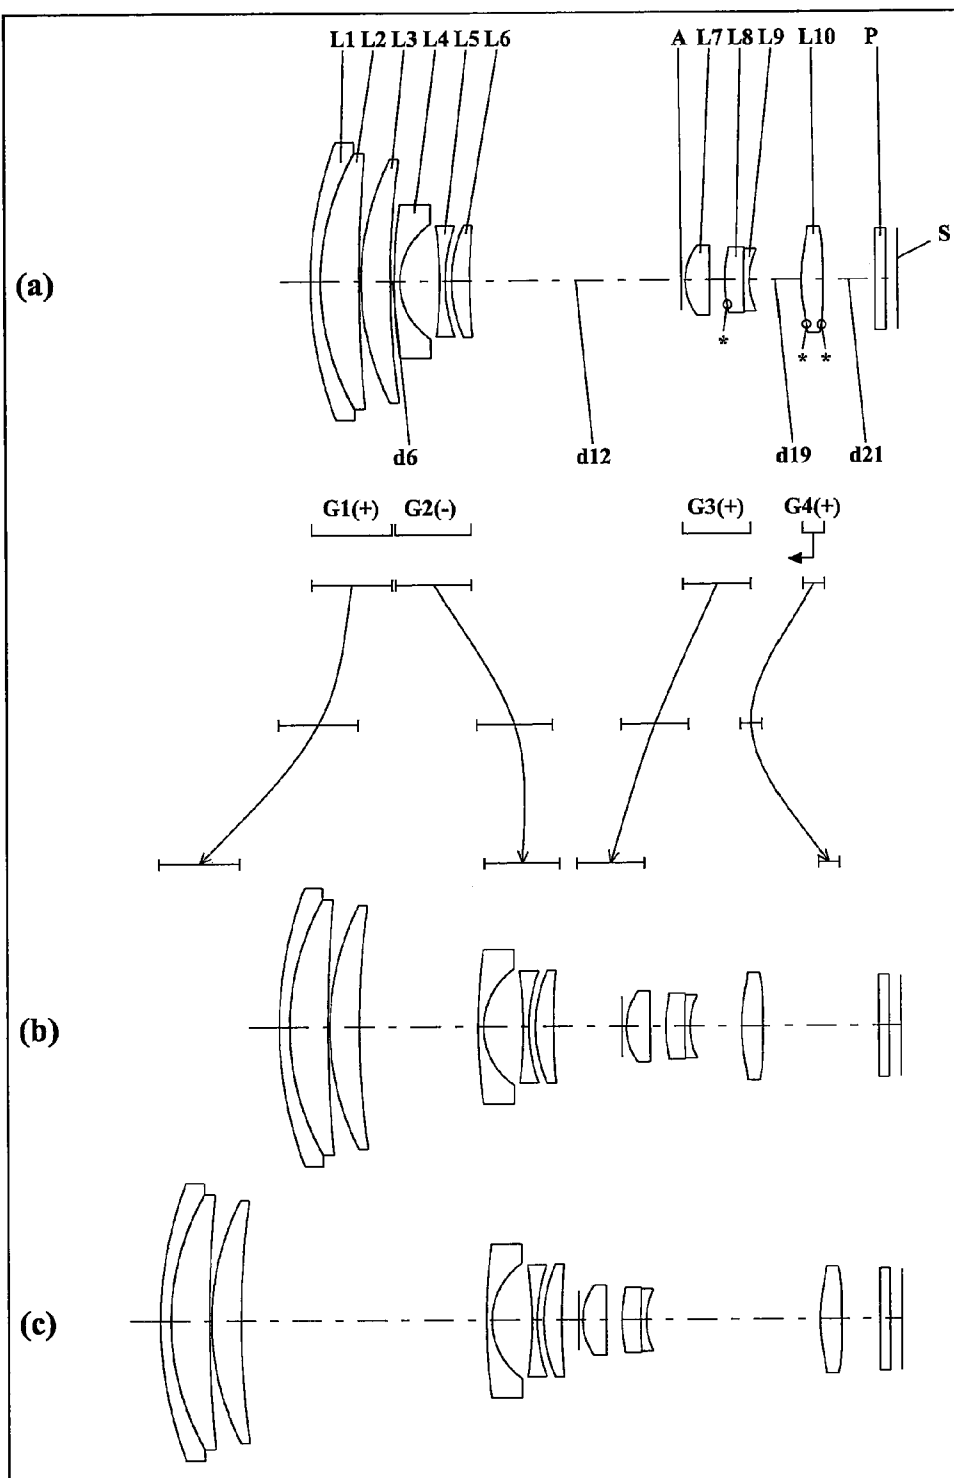 L1 L2 L3 L4 L5 L6 A L7 L8 L9 L10 P
S
(a)
* * *
d6 d12 d19 d21
G1(+) G2(-) G3(+) G4(+)
(b)
(c)